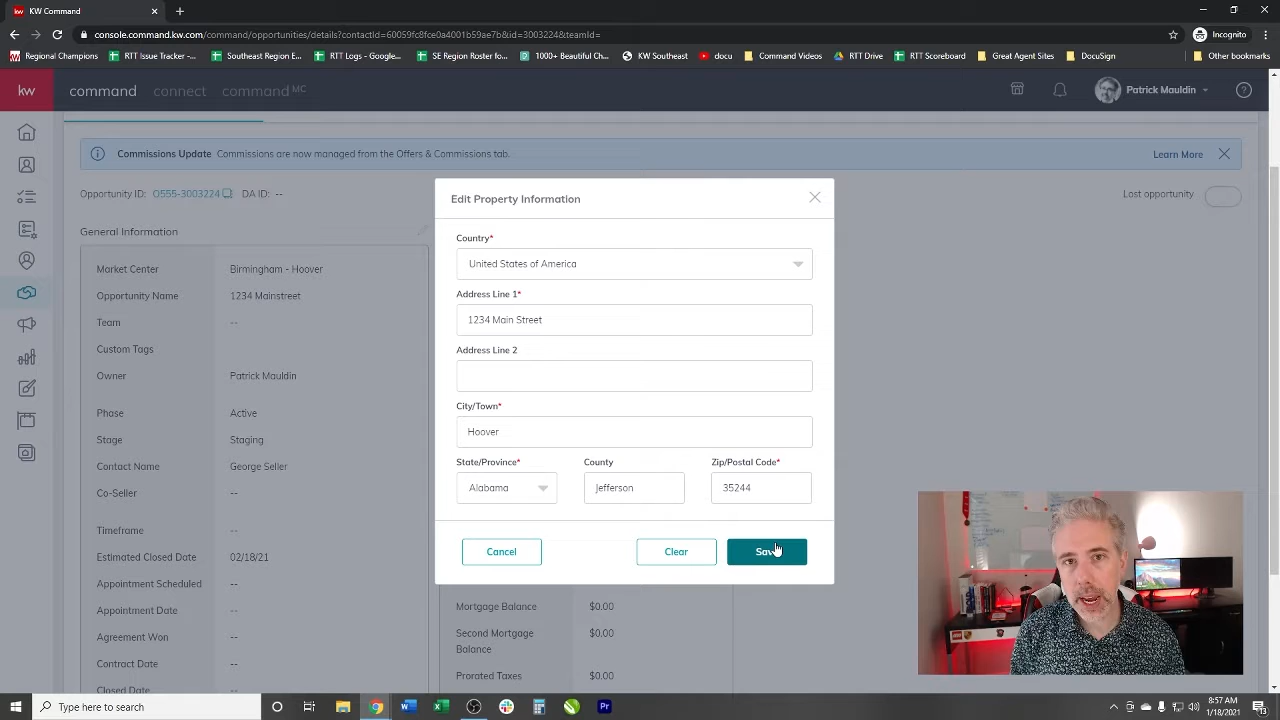 KW Command
console.command.kw.com/command/opportunities/details?contactId=60059fc8fce0a4001b59ae7b&id=3003224&teamId=
Incognito
Regional Champions
RTT Issue Tracker -...
Southeast Region E...
RTT Logs - Google...
SE Region Roster fo...
1000+ Beautiful Ch...
KW Southeast
docu
Command Videos
RTT Drive
RTT Scoreboard
Great Agent Sites
DocuSign
Other bookmarks
kw
command
connect
command MC
Patrick Mauldin
Commissions Update Commissions are now managed from the Offers & Commissions tab.
Learn More
Opportunity ID: O555-3003224 DA ID: --
Lost opportunity
General Information
Market Center Birmingham - Hoover
Opportunity Name 1234 Mainstreet
Team --
Custom Tags
Owner Patrick Mauldin
Phase Active
Stage Staging
Contact Name George Seller
Co-Seller --
Timeframe --
Estimated Closed Date 02/18/21
Appointment Scheduled --
Appointment Date --
Agreement Won --
Contract Date --
Closed Date --
Edit Property Information
Country*
United States of America
Address Line 1*
1234 Main Street
Address Line 2
City/Town*
Hoover
State/Province* County Zip/Postal Code*
Alabama Jefferson 35244
Cancel Clear Save
Mortgage Balance $0.00
Second Mortgage Balance $0.00
Prorated Taxes $0.00
Type here to search
8:57 AM
1/18/2021